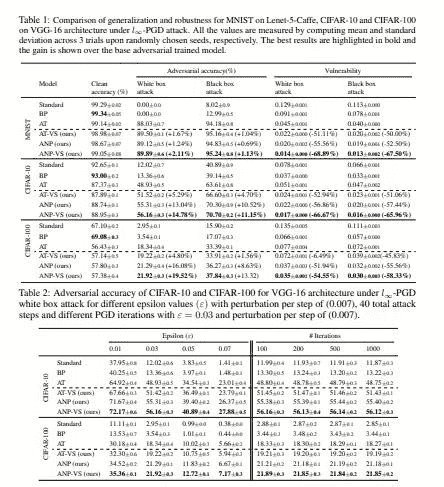 Table 1: Comparison of generalization and robustness for MNIST on Lenet-5-Caffe, CIFAR-10 and CIFAR-100
on VGG-16 architecture under l∞-PGD attack. All the values are measured by computing mean and standard
deviation across 3 trials upon randomly chosen seeds, respectively. The best results are highlighted in bold and
the gain is shown over the base adversarial trained model.
Adversarial accuracy(%) Vulnerability
Model Clean accuracy (%) White box attack Black box attack White box attack Black box attack
MNIST
Standard 99.29±0.02 0.00±0.0 8.02±0.9 0.129±0.001 0.113±0.000
BP 99.34±0.05 0.00±0.0 12.99±0.5 0.091±0.000 0.078±0.001
AT 99.14±0.02 88.03±0.7 94.18±0.8 0.045±0.001 0.040±0.000
AT-VS (ours) 98.98±0.07 89.50±0.1 (+1.67%) 95.16±0.4 (+1.04%) 0.022±0.000 (-51.11%) 0.020±0.000 (-50.00%)
ANP (ours) 98.67±0.07 89.12±0.5 (+1.24%) 94.83±0.5 (+0.69%) 0.020±0.002 (-55.56%) 0.019±0.004 (-52.50%)
ANP-VS (ours) 99.05±0.08 89.89±0.6 (+2.11%) 95.24±0.8 (+1.13%) 0.014±0.000 (-68.89%) 0.013±0.002 (-67.50%)
CIFAR-10
Standard 92.65±0.1 12.02±0.7 40.89±0.9 0.078±0.001 0.066±0.001
BP 93.00±0.2 13.36±0.6 39.14±0.5 0.037±0.000 0.033±0.001
AT 87.37±0.3 48.93±0.5 63.61±0.6 0.051±0.001 0.047±0.002
AT-VS (ours) 87.89±0.1 51.52±0.2 (+5.29%) 66.60±0.3 (+4.70%) 0.024±0.006 (-52.94%) 0.023±0.003 (-51.06%)
ANP (ours) 88.74±0.1 55.31±0.3 (+13.04%) 70.30±0.9 (+10.52%) 0.022±0.000 (-56.86%) 0.020±0.001 (-57.44%)
ANP-VS (ours) 88.95±0.3 56.16±0.3 (+14.78%) 70.70±0.2 (+11.15%) 0.017±0.000 (-66.67%) 0.016±0.000 (-65.96%)
CIFAR-100
Standard 67.10±0.3 2.95±0.1 15.90±0.2 0.135±0.005 0.111±0.003
BP 69.08±0.3 3.54±0.1 17.07±0.3 0.066±0.000 0.057±0.000
AT 56.43±0.1 18.34±0.4 33.39±0.1 0.077±0.004 0.072±0.001
AT-VS (ours) 57.14±0.5 19.22±0.2 (+4.80%) 33.91±0.2 (+1.56%) 0.072±0.001 (-6.49%) 0.039±0.002 (-45.83%)
ANP (ours) 57.80±0.3 21.29±0.4 (+16.08%) 36.27±0.3 (+8.63%) 0.037±0.001 (-51.94%) 0.032±0.002 (-55.56%)
ANP-VS (ours) 57.38±0.4 21.92±0.3 (+19.52%) 37.84±0.3 (+13.32) 0.035±0.001 (-54.55%) 0.030±0.003 (-58.33%)
Table 2: Adversarial accuracy of CIFAR-10 and CIFAR-100 for VGG-16 architecture under l∞-PGD
white box attack for different epsilon values (ε) with perturbation per step of (0.007), 40 total attack
steps and different PGD iterations with ε = 0.03 and perturbation per step of (0.007).
Epsilon (ε) # Iterations
0.01 0.03 0.05 0.07 100 200 500 1000
CIFAR-10
Standard 37.95±0.8 12.02±0.6 3.83±0.5 1.41±0.1 11.99±0.4 11.93±0.7 11.91±0.3 11.87±0.3
BP 40.25±0.5 13.36±0.6 3.97±0.1 1.48±0.1 13.30±0.5 13.24±0.3 13.20±0.2 13.22±0.3
AT 64.92±0.4 48.93±0.5 34.54±0.3 23.01±0.4 48.80±0.4 48.78±0.5 48.79±0.3 48.75±0.2
AT-VS (ours) 67.66±0.3 51.42±0.2 36.49±0.1 23.79±0.1 51.45±0.2 51.47±0.1 51.46±0.2 51.43±0.1
ANP (ours) 71.67±0.4 55.31±0.3 39.40±0.2 26.37±0.5 55.38±0.3 55.39±0.1 55.44±0.2 55.40±0.2
ANP-VS (ours) 72.17±0.6 56.16±0.3 40.89±0.4 27.88±0.5 56.16±0.3 56.13±0.4 56.14±0.2 56.12±0.3
CIFAR-100
Standard 11.11±0.1 2.95±0.1 0.99±0.0 0.38±0.0 2.88±0.1 2.87±0.2 2.87±0.1 2.85±0.1
BP 13.53±0.7 3.54±0.3 1.01±0.1 0.44±0.0 3.44±0.1 3.48±0.2 3.43±0.2 3.44±0.1
AT 30.18±0.4 18.34±0.4 10.02±0.3 5.66±0.2 18.33±0.1 18.30±0.2 18.29±0.1 18.27±0.1
AT-VS (ours) 32.30±0.6 19.22±0.2 10.75±0.5 5.94±0.3 19.21±0.3 19.20±0.1 19.20±0.2 19.19±0.2
ANP (ours) 34.52±0.2 21.29±0.1 11.83±0.2 6.67±0.1 21.21±0.2 21.18±0.1 21.19±0.2 21.18±0.1
ANP-VS (ours) 35.36±0.1 21.92±0.3 12.72±0.1 7.17±0.3 21.89±0.3 21.85±0.3 21.84±0.2 21.85±0.2